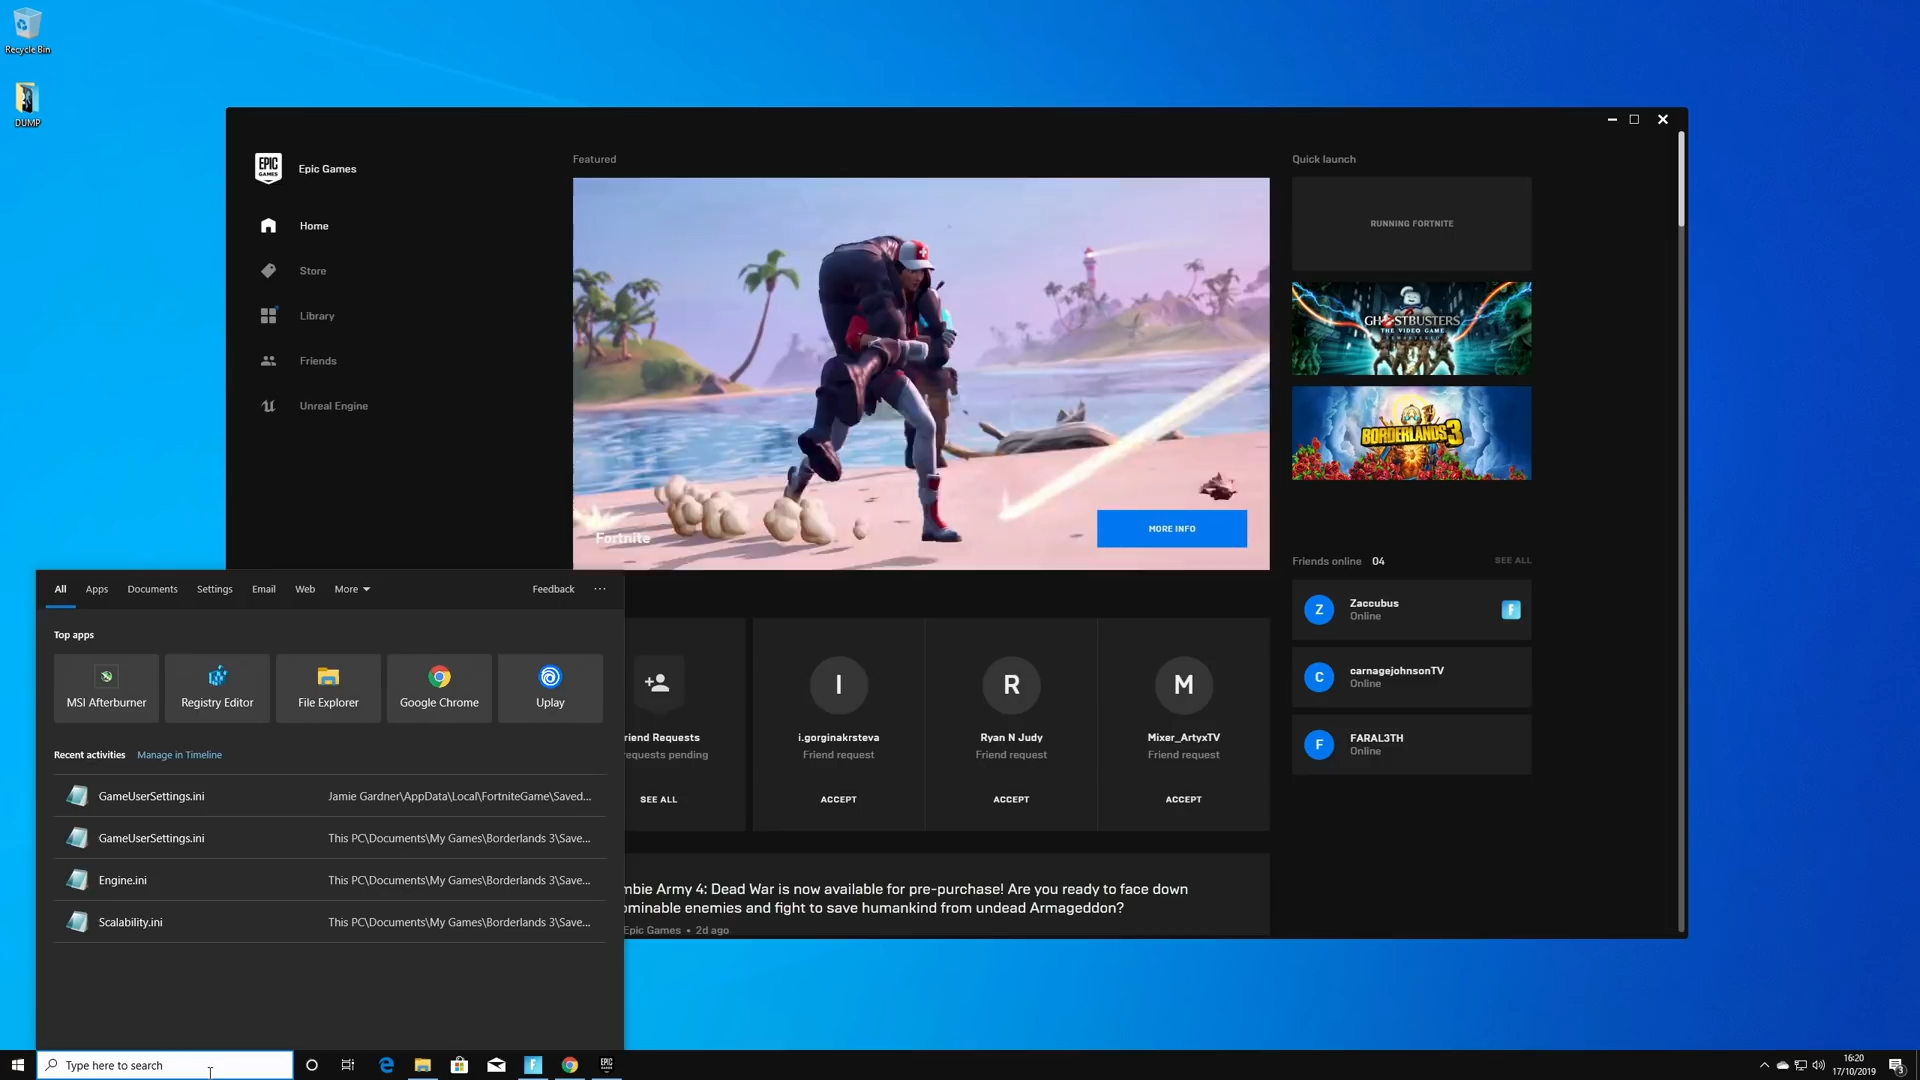 Recycle Bin
DUMP
EPIC
GAMES
Epic Games
Home
Store
Library
Friends
Unreal Engine
Featured
Fortnite
MORE INFO
Quick launch
RUNNING FORTNITE
GHOSTBUSTERS
THE VIDEO GAME
REMASTERED
BORDERLANDS 3
Friends online 04 SEE ALL
Z Zaccubus
Online
C carnagejohnsonTV
Online
F FARAL3TH
Online
riend Requests
equests pending
SEE ALL
I
i.gorginakrsteva
Friend request
ACCEPT
R
Ryan N Judy
Friend request
ACCEPT
M
Mixer_ArtyxTV
Friend request
ACCEPT
mbie Army 4: Dead War is now available for pre-purchase! Are you ready to face down
ominable enemies and fight to save humankind from undead Armageddon?
Epic Games • 2d ago
All Apps Documents Settings Email Web More Feedback ...
Top apps
MSI Afterburner
Registry Editor
File Explorer
Google Chrome
Uplay
Recent activities Manage in Timeline
GameUserSettings.ini Jamie Gardner\AppData\Local\FortniteGame\Saved...
GameUserSettings.ini This PC\Documents\My Games\Borderlands 3\Save...
Engine.ini This PC\Documents\My Games\Borderlands 3\Save...
Scalability.ini This PC\Documents\My Games\Borderlands 3\Save...
Type here to search
F
EPIC
GAMES
16:20
17/10/2019
3